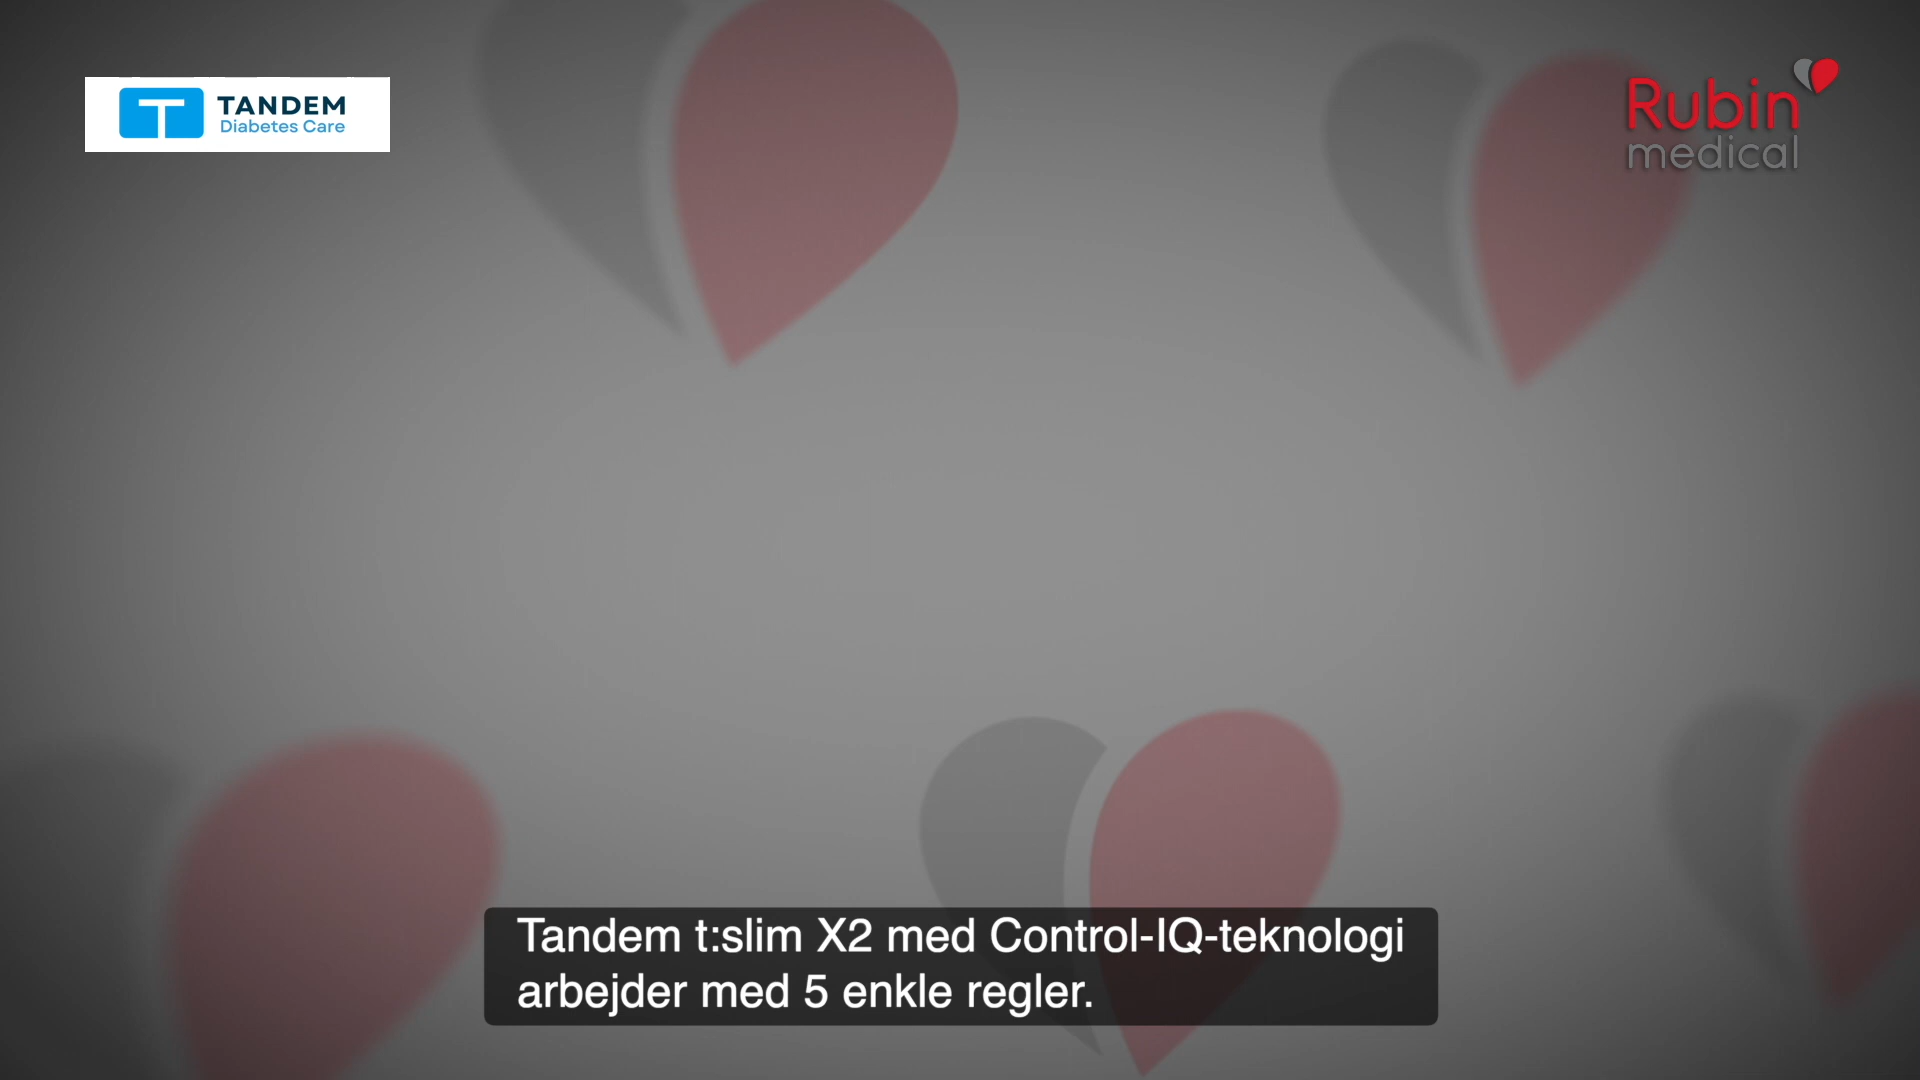 TANDEM
Diabetes Care
Rubin
medical
Tandem t:slim X2 med Control-IQ-teknologi
arbejder med 5 enkle regler.